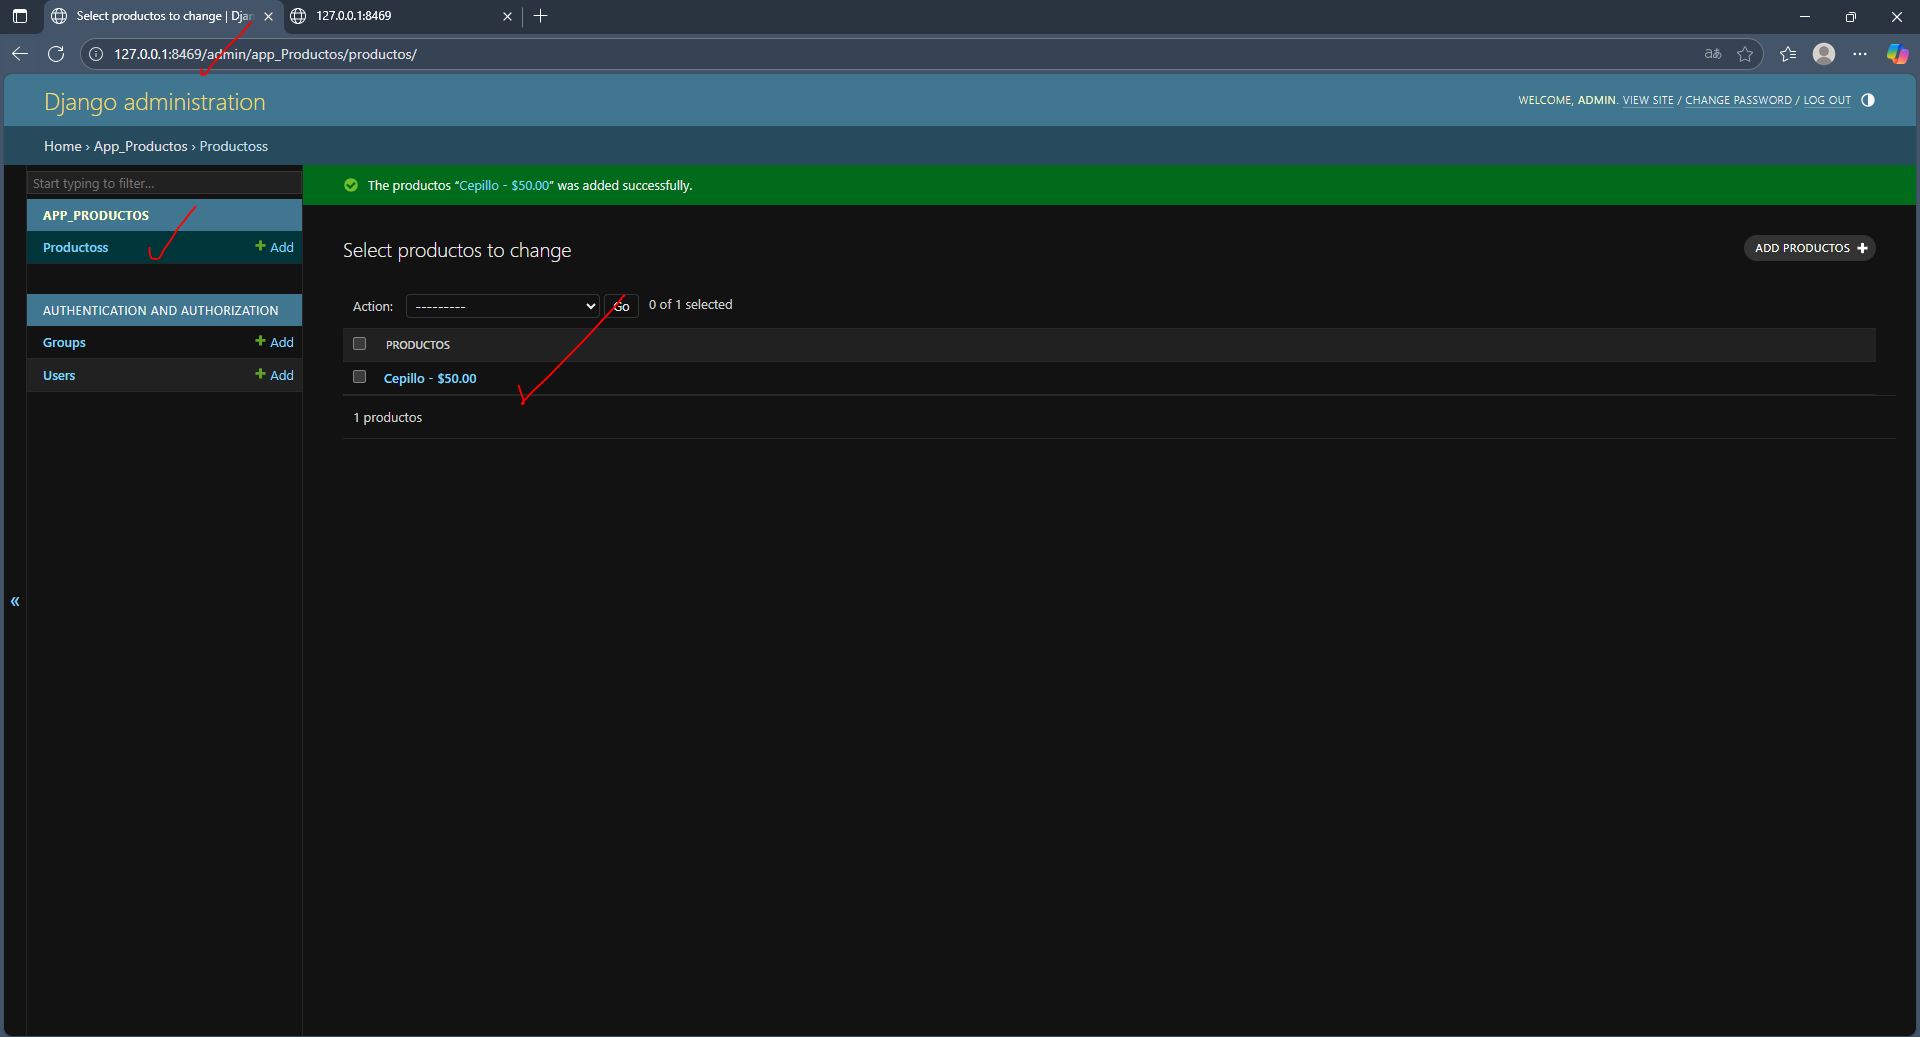 Select productos to change | Djan
127.0.0.1:8469
127.0.0.1:8469/admin/app_Productos/productos/
Django administration
WELCOME, ADMIN. VIEW SITE / CHANGE PASSWORD / LOG OUT
Home › App_Productos › Productoss
Start typing to filter...
APP_PRODUCTOS
Productoss + Add
AUTHENTICATION AND AUTHORIZATION
Groups + Add
Users + Add
«
The productos “Cepillo - $50.00” was added successfully.
Select productos to change
ADD PRODUCTOS +
Action: --------- Go 0 of 1 selected
PRODUCTOS
Cepillo - $50.00
1 productos